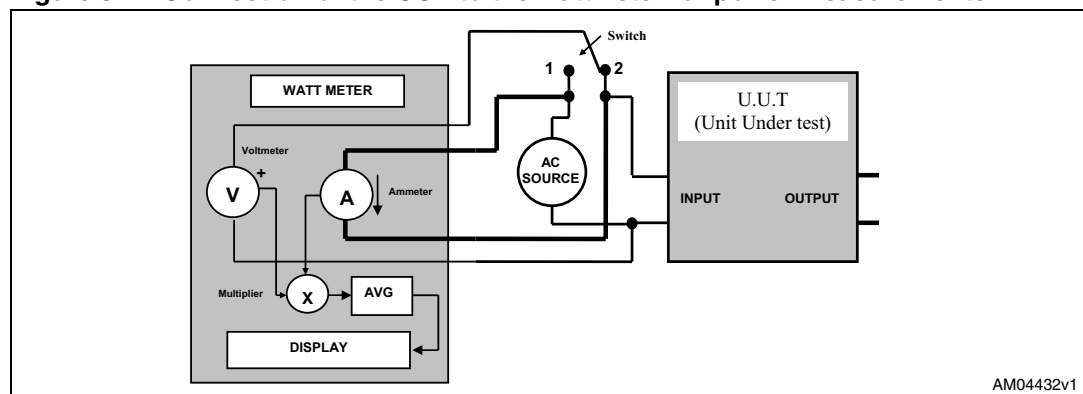 Switch
1
2
WATT METER
U.U.T
(Unit Under test)
Voltmeter
+
V
A
Ammeter
AC
SOURCE
INPUT
OUTPUT
Multiplier
X
AVG
DISPLAY
AM04432v1